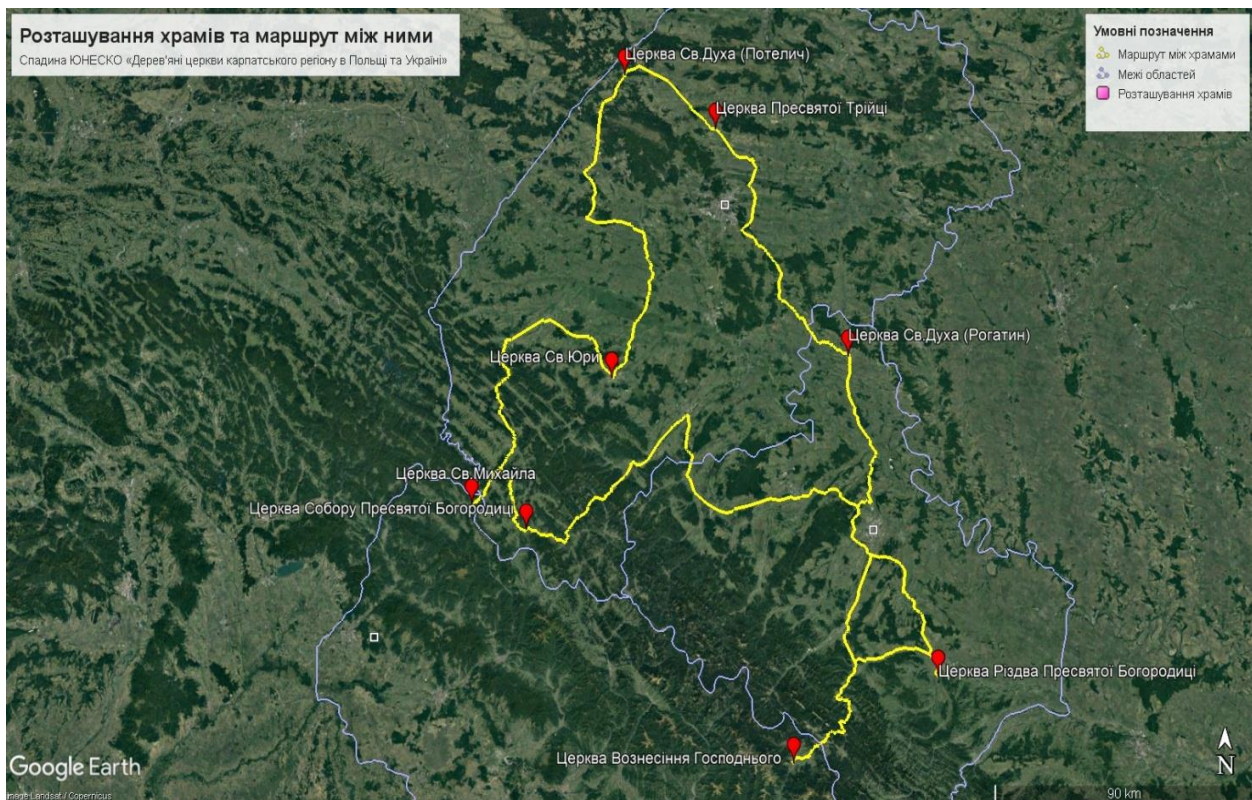 Розташування храмів та маршрут між ними
Спадина ЮНЕСКО «Дерев'яні церкви карпатського регіону в Польщі та Україні»
Умовні позначення
Маршрут між храмами
Межі областей
Розташування храмів
Церква Св.Духа (Потелич)
Церква Пресвятої Трійці
Церква Св.Духа (Рогатин)
Церква Св Юри
Церква Св.Михайла
Церква Собору Пресвятої Богородиці
Церква Різдва Пресвятої Богородиці
Церква Вознесіння Господнього
Google Earth
Image Landsat / Copernicus
N
90 km